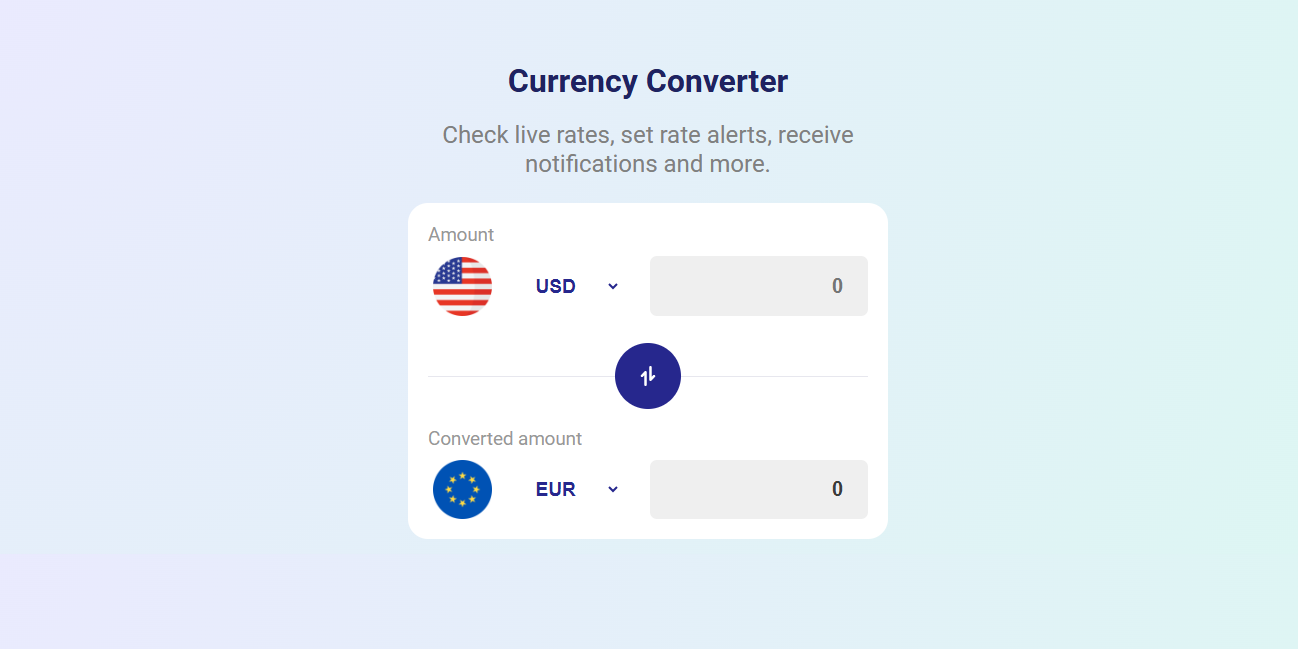 Currency Converter
Check live rates, set rate alerts, receive
notifications and more.
Amount
USD
0
Converted amount
EUR
0